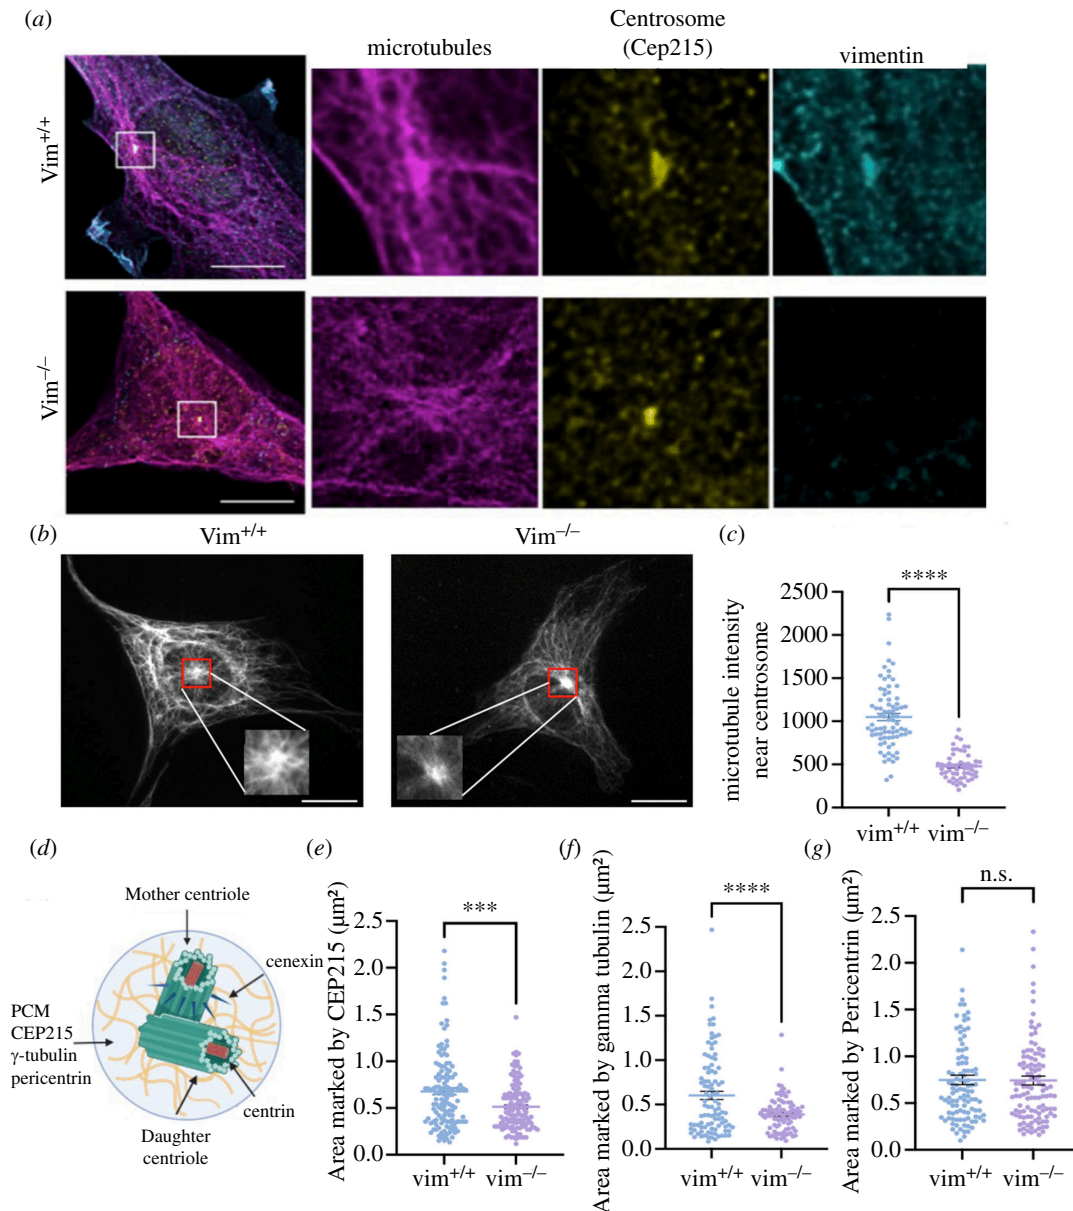 (a)
microtubules
Centrosome
(Cep215)
vimentin
Vim+/+
Vim–/–
(b)
Vim+/+
Vim–/–
(c)
microtubule intensity
near centrosome
****
2500
2000
1500
1000
500
0
vim+/+ vim–/–
(d)
Mother centriole
cenexin
PCM
CEP215
γ-tubulin
pericentrin
centrin
Daughter
centriole
(e)
Area marked by CEP215 (µm²)
***
2.5
2.0
1.5
1.0
0.5
0.0
vim+/+ vim–/–
(f)
Area marked by gamma tubulin (µm²)
****
2.5
2.0
1.5
1.0
0.5
0.0
vim+/+ vim–/–
(g)
Area marked by Pericentrin (µm²)
n.s.
2.5
2.0
1.5
1.0
0.5
0.0
vim+/+ vim–/–